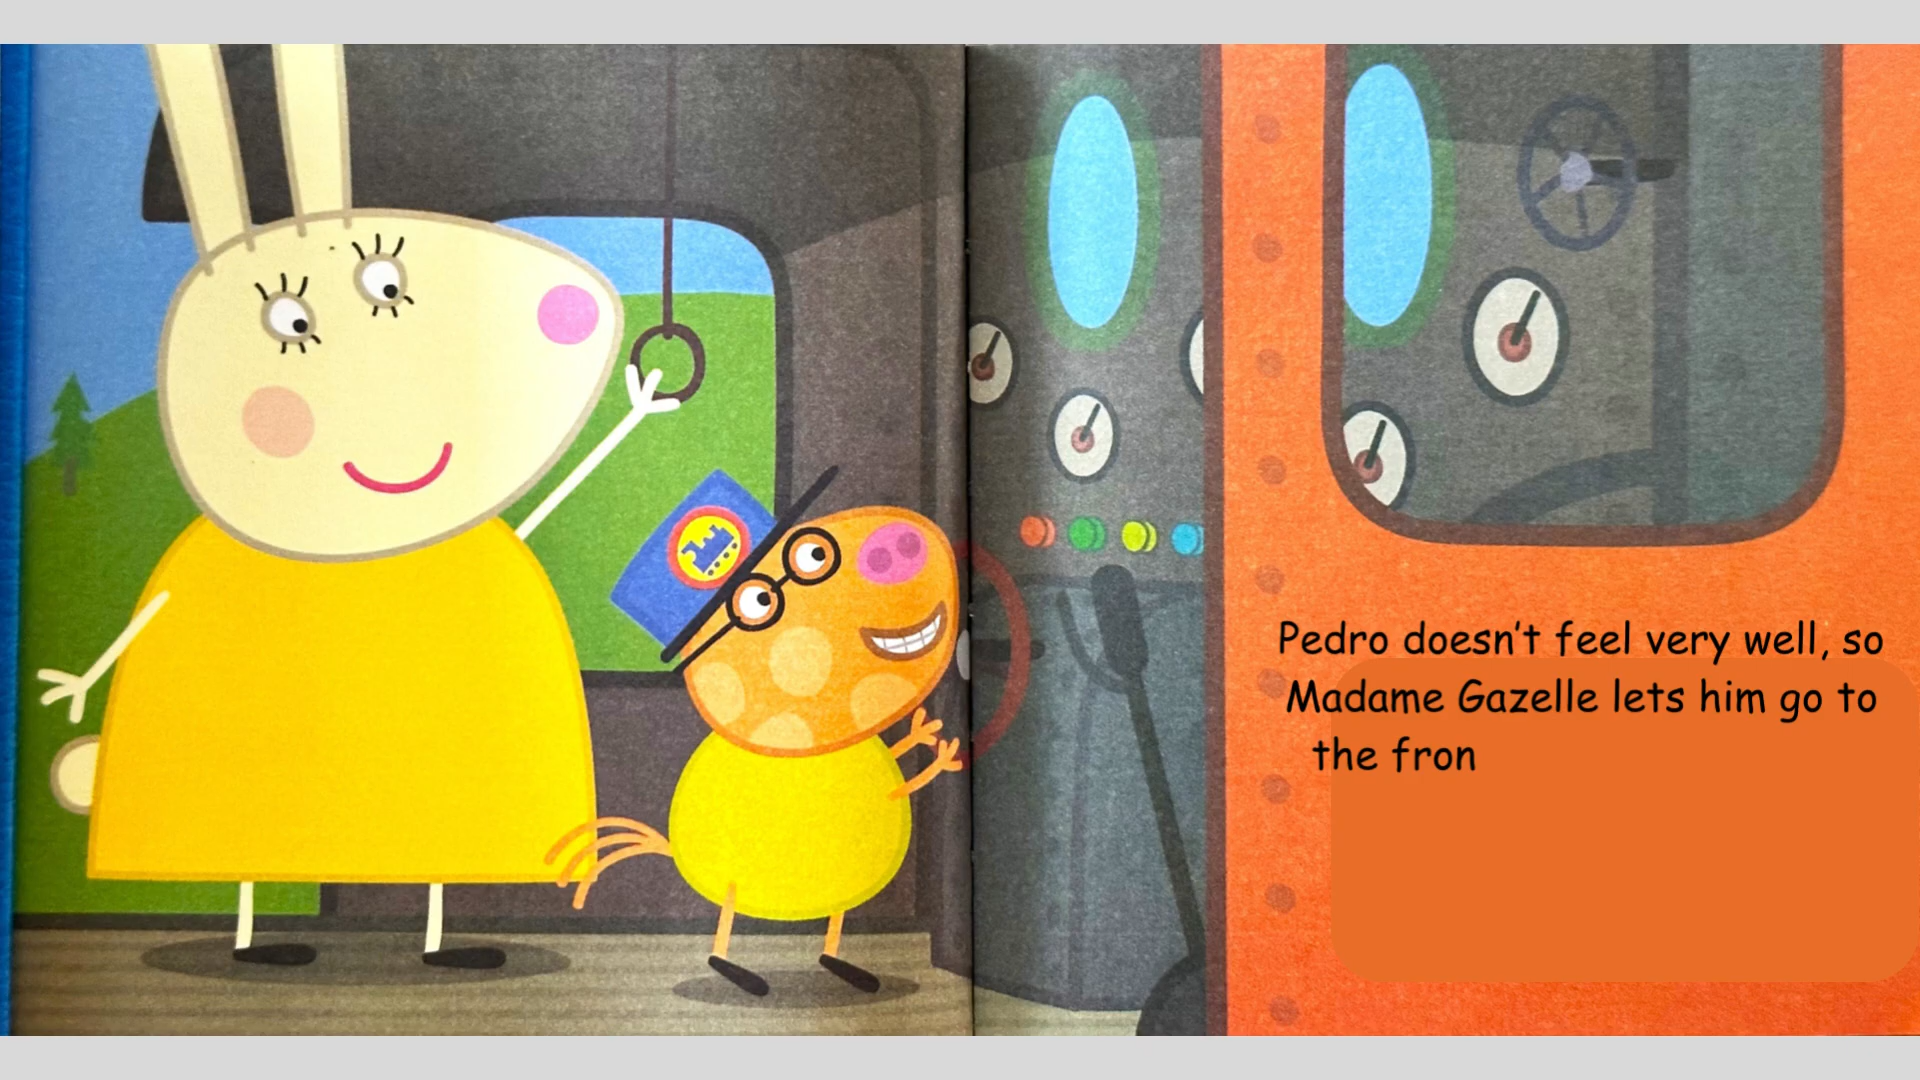 Pedro doesn't feel very well, so
Madame Gazelle lets him go to
the fron